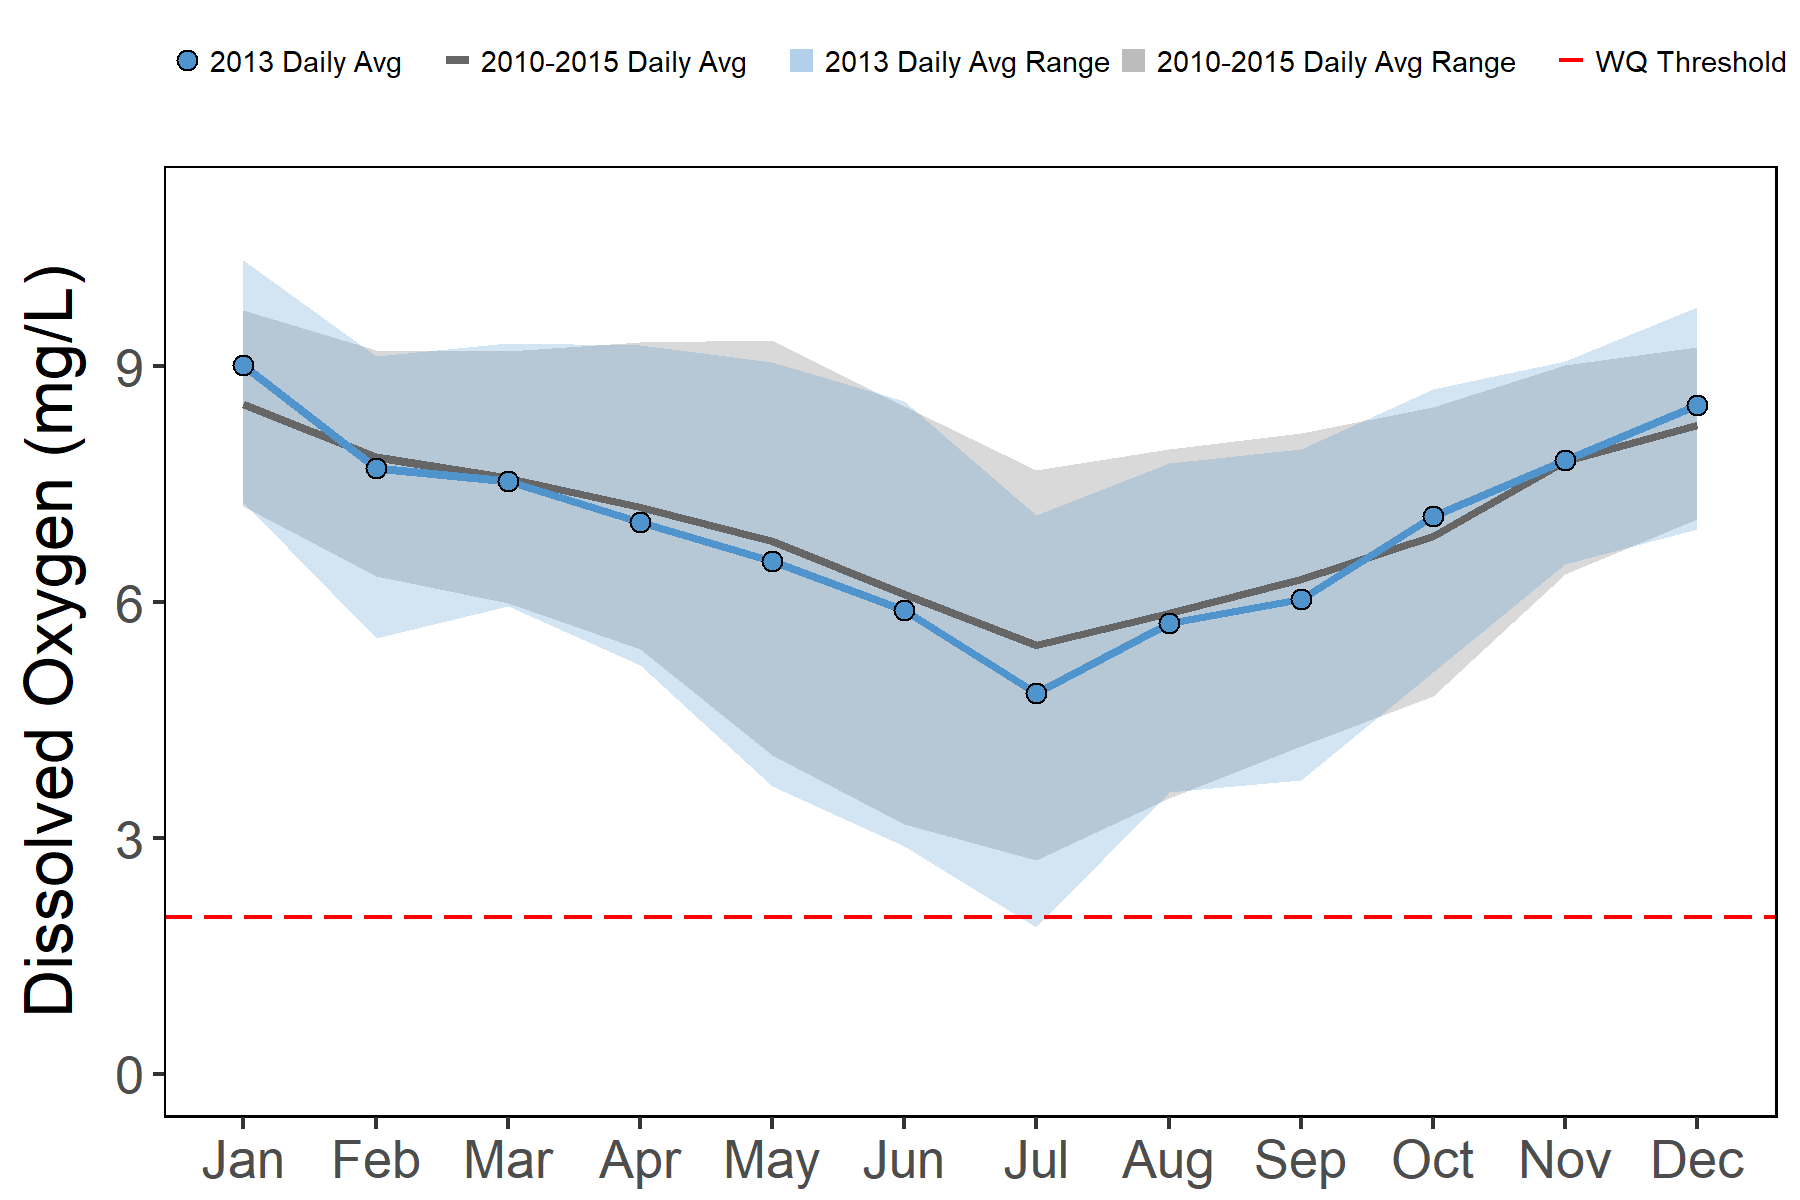 2013 Daily Avg 2010-2015 Daily Avg 2013 Daily Avg Range 2010-2015 Daily Avg Range WQ Threshold
Dissolved Oxygen (mg/L)
9
6
3
0
Jan Feb Mar Apr May Jun Jul Aug Sep Oct Nov Dec